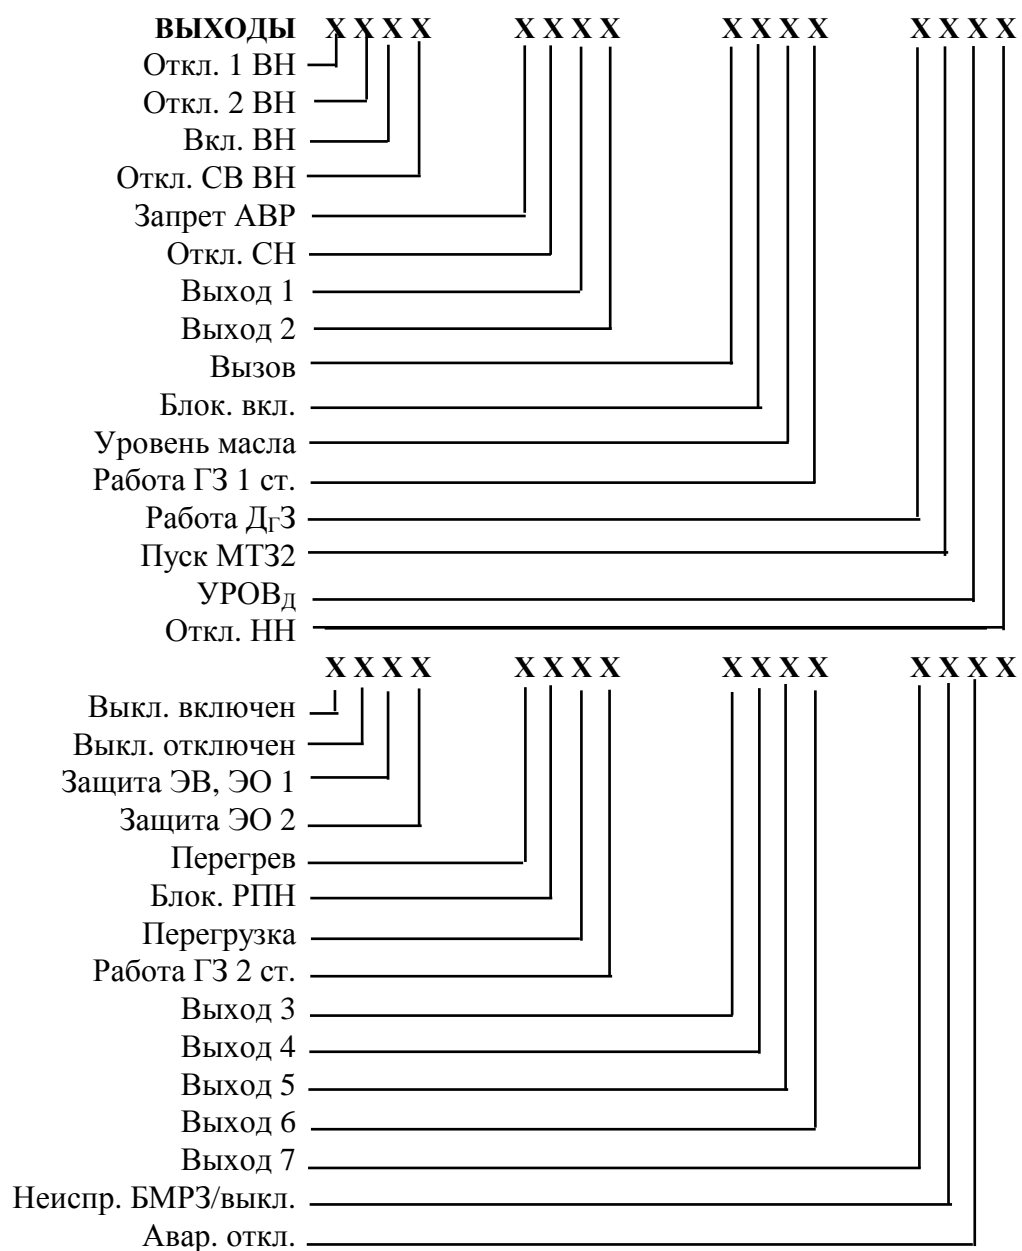 ВЫХОДЫ X X X X X X X X X X X X X X X X
Откл. 1 ВН
Откл. 2 ВН
Вкл. ВН
Откл. СВ ВН
Запрет АВР
Откл. СН
Выход 1
Выход 2
Вызов
Блок. вкл.
Уровень масла
Работа ГЗ 1 ст.
Работа ДГЗ
Пуск МТЗ2
УРОВД
Откл. НН
X X X X X X X X X X X X X X X X
Выкл. включен
Выкл. отключен
Защита ЭВ, ЭО 1
Защита ЭО 2
Перегрев
Блок. РПН
Перегрузка
Работа ГЗ 2 ст.
Выход 3
Выход 4
Выход 5
Выход 6
Выход 7
Неиспр. БМРЗ/выкл.
Авар. откл.